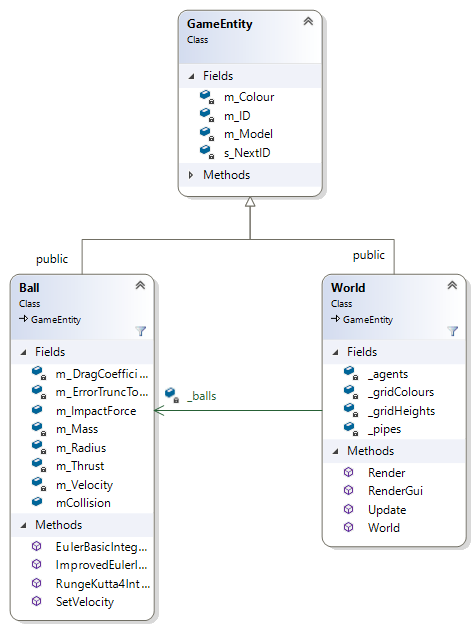 GameEntity
Class
Fields
m_Colour
m_ID
m_Model
s_NextID
Methods
public
public
Ball
Class
GameEntity
Fields
m_DragCoeffici...
m_ErrorTruncTo...
m_ImpactForce
m_Mass
m_Radius
m_Thrust
m_Velocity
mCollision
Methods
EulerBasicInteg...
ImprovedEulerI...
RungeKutta4Int...
SetVelocity
_balls
World
Class
GameEntity
Fields
_agents
_gridColours
_gridHeights
_pipes
Methods
Render
RenderGui
Update
World